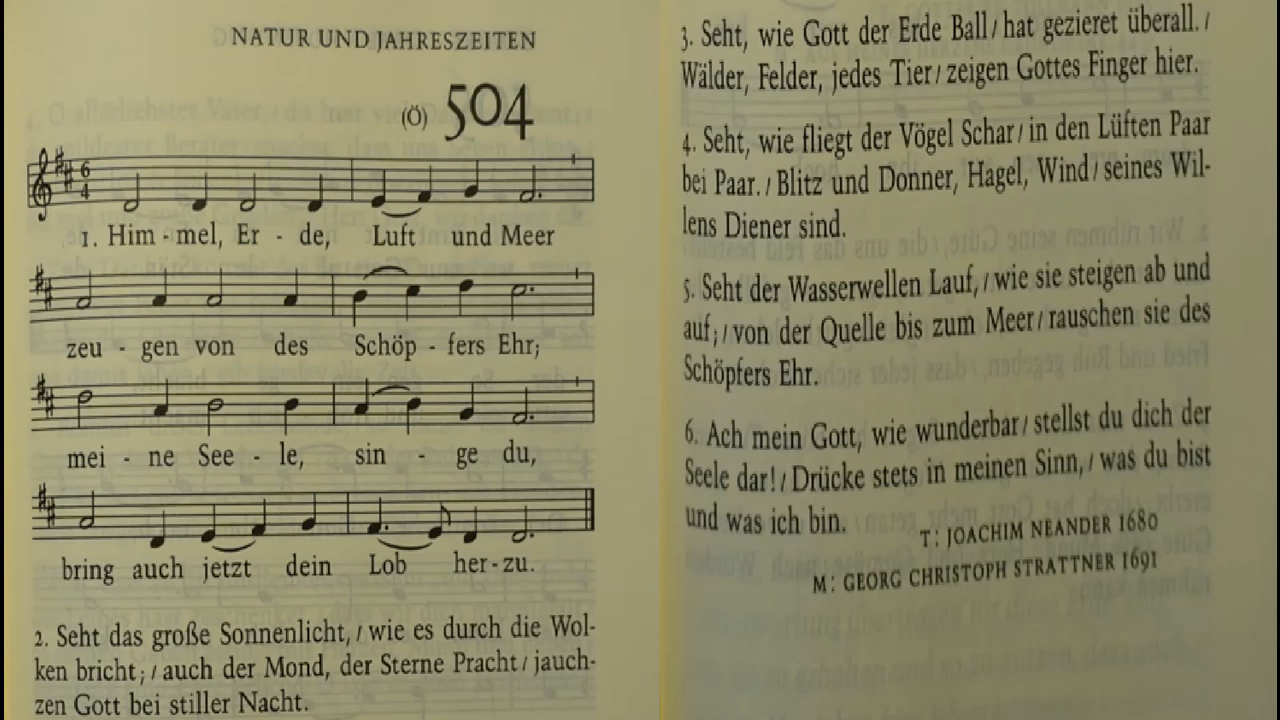 NATUR UND JAHRESZEITEN
(Ö) 504
6
4
1. Him - mel, Er - de, Luft und Meer
zeu - gen von des Schöp - fers Ehr;
mei - ne See - le, sin - ge du,
bring auch jetzt dein Lob her - zu.
2. Seht das große Sonnenlicht, / wie es durch die Wol-
ken bricht; / auch der Mond, der Sterne Pracht / jauch-
zen Gott bei stiller Nacht.
3. Seht, wie Gott der Erde Ball / hat gezieret überall. /
Wälder, Felder, jedes Tier / zeigen Gottes Finger hier.
4. Seht, wie fliegt der Vögel Schar / in den Lüften Paar
bei Paar. / Blitz und Donner, Hagel, Wind / seines Wil-
lens Diener sind.
5. Seht der Wasserwellen Lauf, / wie sie steigen ab und
auf; / von der Quelle bis zum Meer / rauschen sie des
Schöpfers Ehr.
6. Ach mein Gott, wie wunderbar / stellst du dich der
Seele dar! / Drücke stets in meinen Sinn, / was du bist
und was ich bin.
T: JOACHIM NEANDER 1680
M: GEORG CHRISTOPH STRATTNER 1691